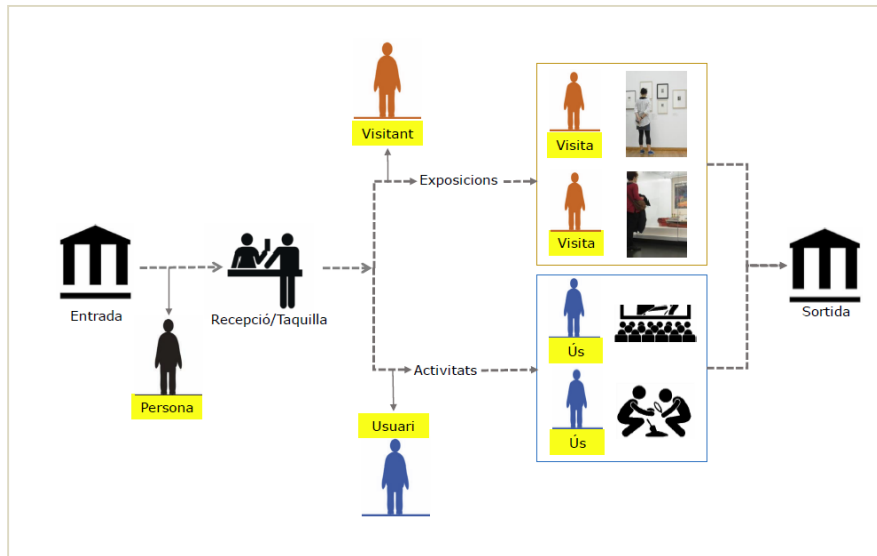 Visitant
Visita
Exposicions
Visita
Entrada
Recepció/Taquilla
Sortida
Persona
Ús
Activitats
Usuari
Ús